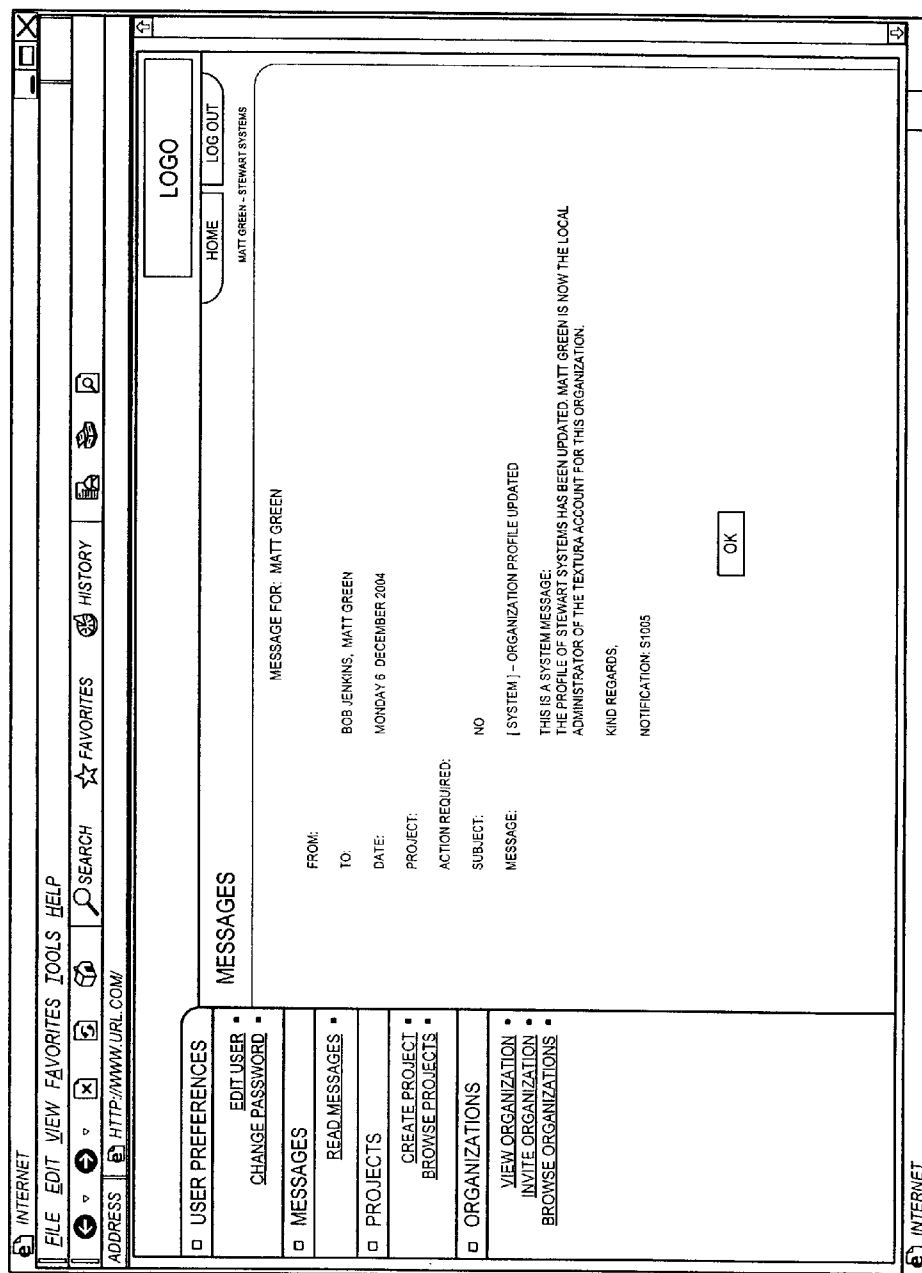 INTERNET
FILE EDIT VIEW FAVORITES TOOLS HELP
SEARCH FAVORITES HISTORY
ADDRESS HTTP://WWW.URL.COM/
LOGO
HOME LOG OUT
MATT GREEN – STEWART SYSTEMS
USER PREFERENCES
EDIT USER
CHANGE PASSWORD
MESSAGES
READ MESSAGES
PROJECTS
CREATE PROJECT
BROWSE PROJECTS
ORGANIZATIONS
VIEW ORGANIZATION
INVITE ORGANIZATION
BROWSE ORGANIZATIONS
MESSAGES
MESSAGE FOR: MATT GREEN
FROM:
TO: BOB JENKINS, MATT GREEN
DATE: MONDAY 6 DECEMBER 2004
PROJECT:
ACTION REQUIRED:
SUBJECT: NO
MESSAGE: [ SYSTEM ] – ORGANIZATION PROFILE UPDATED
THIS IS A SYSTEM MESSAGE:
THE PROFILE OF STEWART SYSTEMS HAS BEEN UPDATED. MATT GREEN IS NOW THE LOCAL
ADMINISTRATOR OF THE TEXTURA ACCOUNT FOR THIS ORGANIZATION.
KIND REGARDS,
NOTIFICATION: S1005
OK
INTERNET